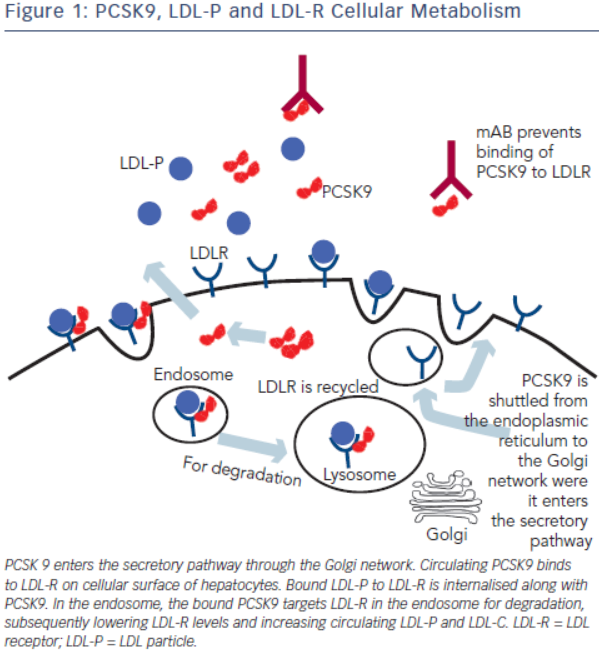 Figure 1: PCSK9, LDL-P and LDL-R Cellular Metabolism
mAB prevents
binding of
PCSK9 to LDLR
LDL-P
PCSK9
LDLR
Endosome
LDLR is recycled
For degradation
Lysosome
Golgi
PCSK9 is
shuttled from
the endoplasmic
reticulum to
the Golgi
network were
it enters
the secretory
pathway
PCSK 9 enters the secretory pathway through the Golgi network. Circulating PCSK9 binds
to LDL-R on cellular surface of hepatocytes. Bound LDL-P to LDL-R is internalised along with
PCSK9. In the endosome, the bound PCSK9 targets LDL-R in the endosome for degradation,
subsequently lowering LDL-R levels and increasing circulating LDL-P and LDL-C. LDL-R = LDL
receptor; LDL-P = LDL particle.